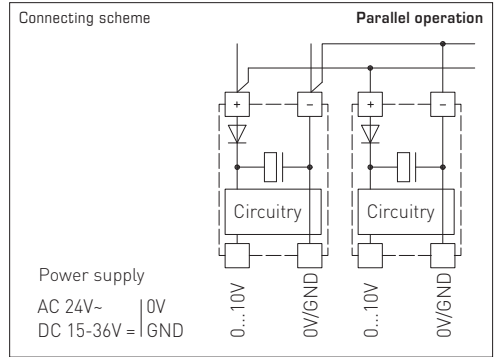 Connecting scheme
Parallel operation
+ – + –
Circuitry Circuitry
Power supply
AC 24V~ 0V
DC 15-36V = GND
0...10V
0V/GND
0...10V
0V/GND